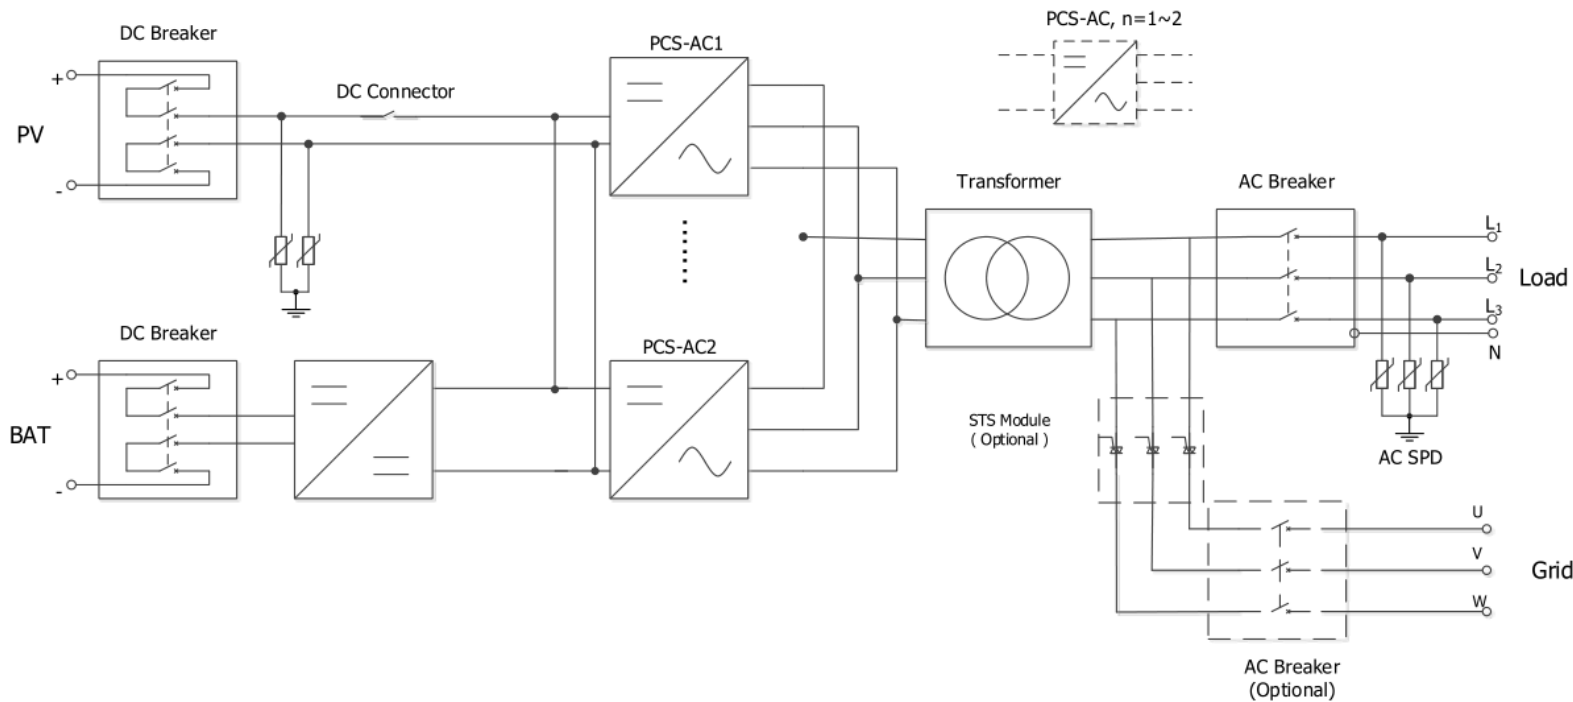 DC Breaker
PCS-AC1
PCS-AC, n=1~2
+
PV
-
DC Connector
Transformer
AC Breaker
L1
L2
Load
L3
N
DC Breaker
PCS-AC2
+
BAT
-
STS Module
( Optional )
AC SPD
U
V
Grid
W
AC Breaker
(Optional)